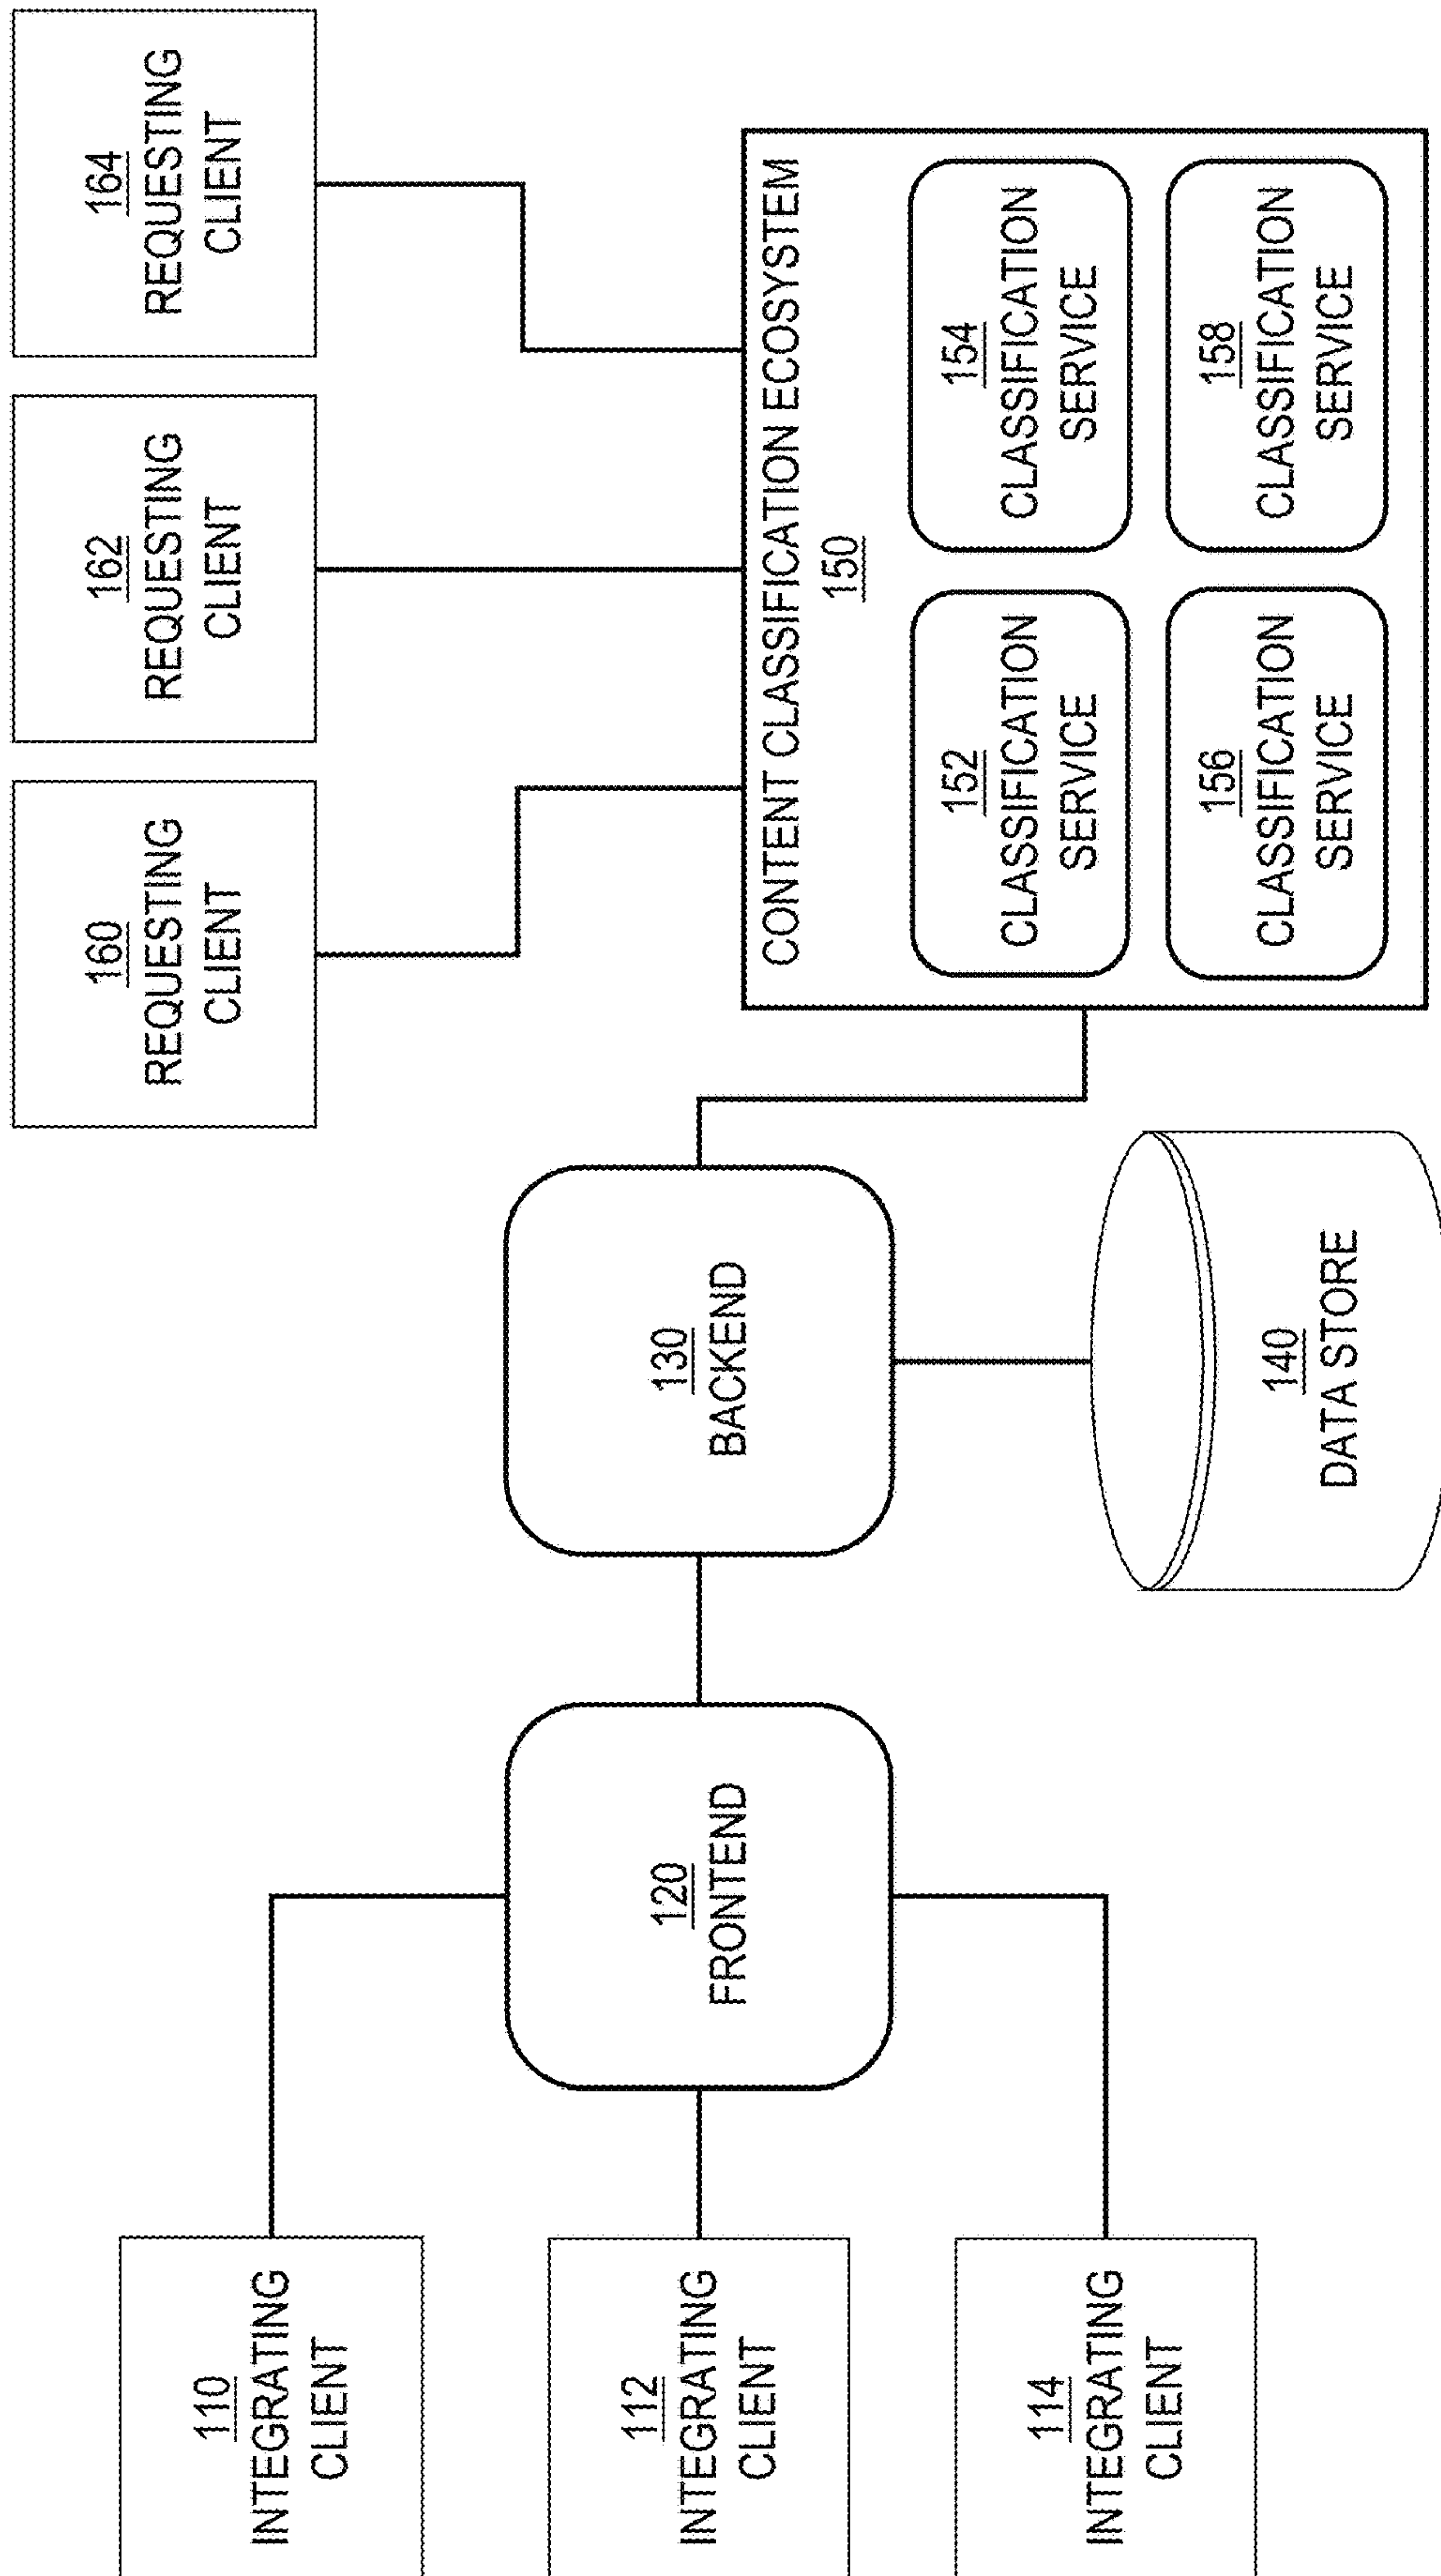 110
INTEGRATING
CLIENT
112
INTEGRATING
CLIENT
114
INTEGRATING
CLIENT
120
FRONTEND
130
BACKEND
140
DATA STORE
160
REQUESTING
CLIENT
162
REQUESTING
CLIENT
164
REQUESTING
CLIENT
CONTENT CLASSIFICATION ECOSYSTEM
150
152
CLASSIFICATION
SERVICE
154
CLASSIFICATION
SERVICE
156
CLASSIFICATION
SERVICE
158
CLASSIFICATION
SERVICE